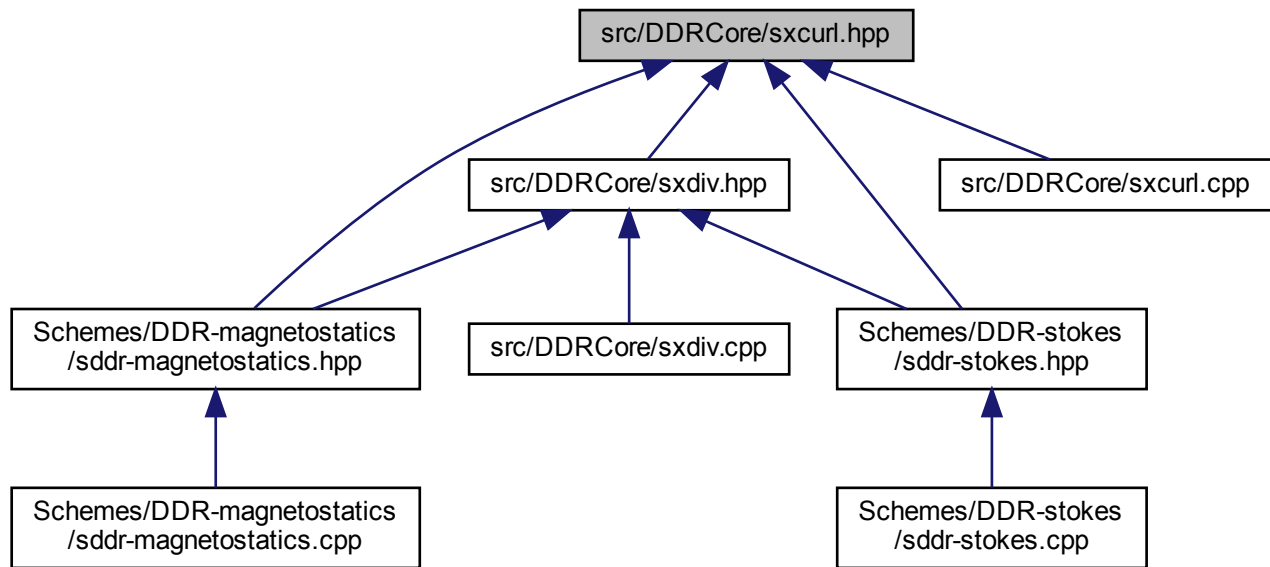 src/DDRCore/sxcurl.hpp
src/DDRCore/sxdiv.hpp
src/DDRCore/sxcurl.cpp
Schemes/DDR-magnetostatics
/sddr-magnetostatics.hpp
src/DDRCore/sxdiv.cpp
Schemes/DDR-stokes
/sddr-stokes.hpp
Schemes/DDR-magnetostatics
/sddr-magnetostatics.cpp
Schemes/DDR-stokes
/sddr-stokes.cpp